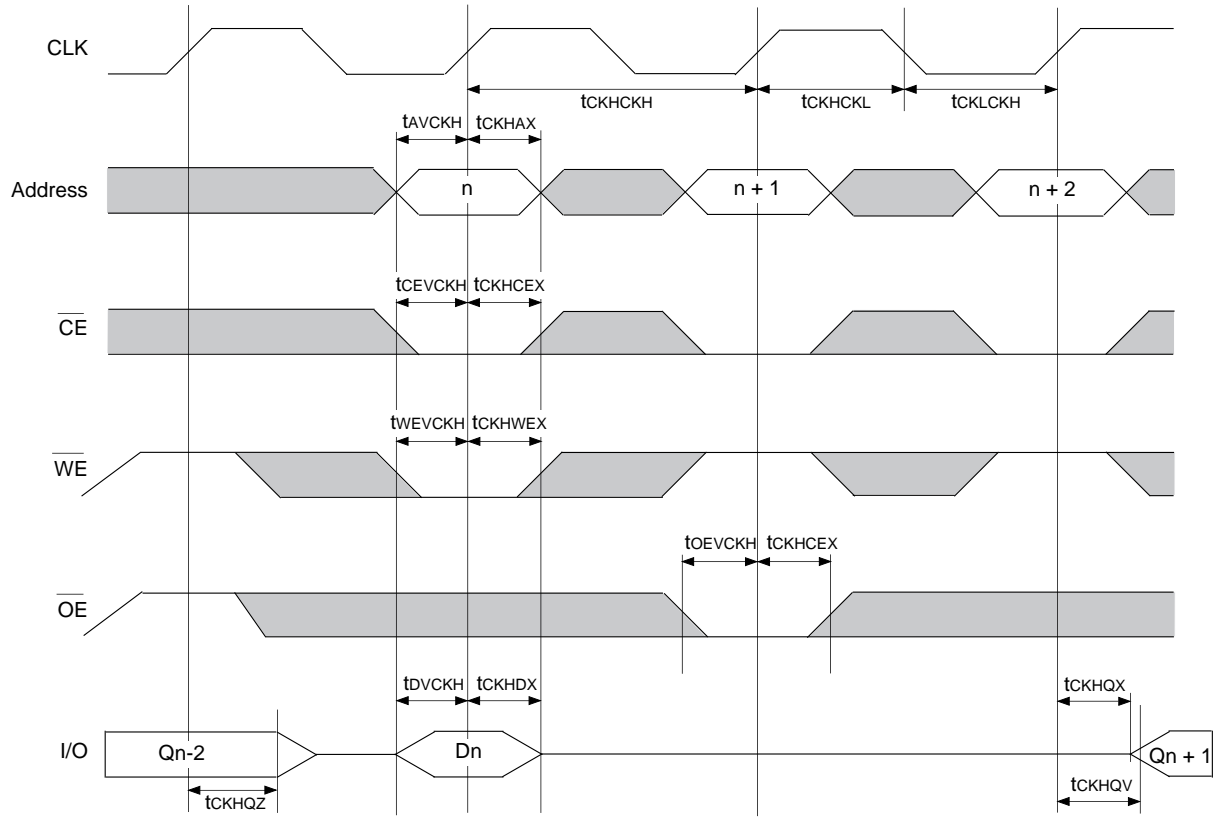 CLK
tCKHCKH
tCKHCKL
tCKLCKH
tAVCKH
tCKHAX
Address
n
n + 1
n + 2
tCEVCKH
tCKHCEX
CE
tWEVCKH
tCKHWEX
WE
tOEVCKH
tCKHCEX
OE
tDVCKH
tCKHDX
tCKHQX
I/O
Qn-2
Dn
Qn + 1
tCKHQZ
tCKHQV